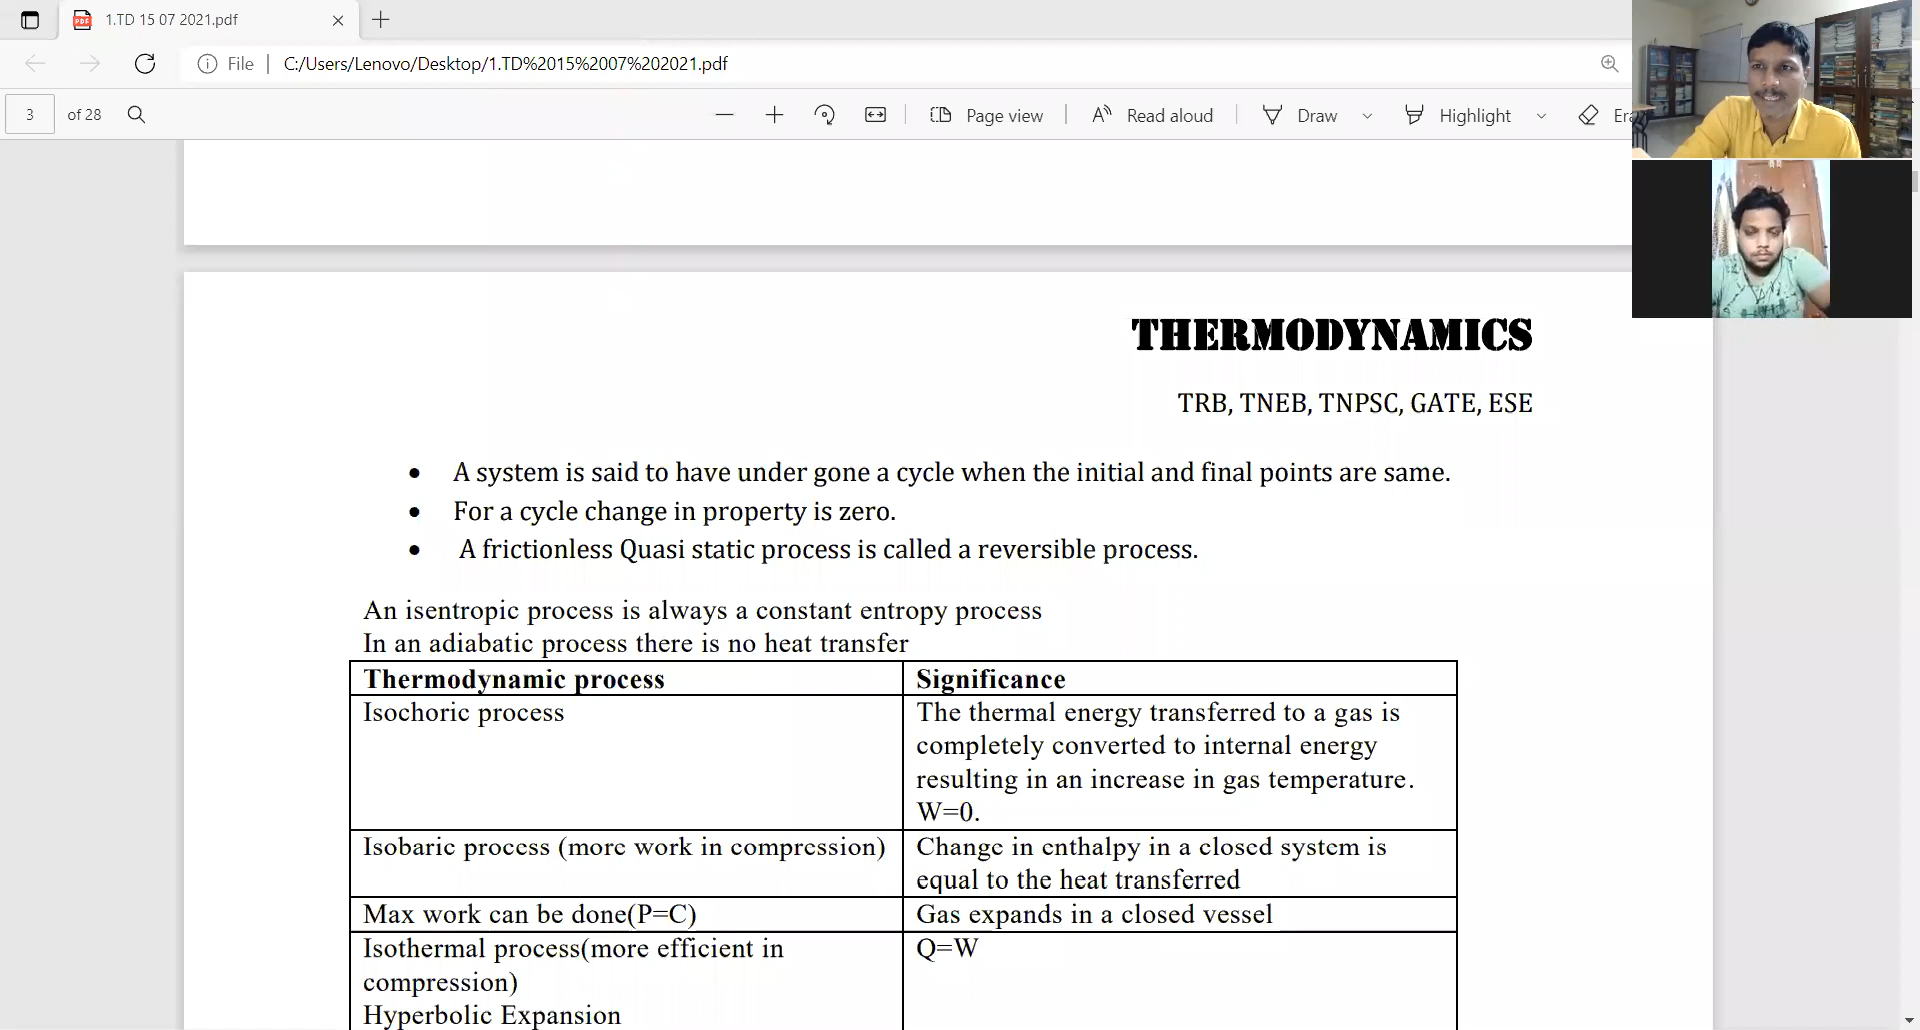 1.TD 15 07 2021.pdf
File C:/Users/Lenovo/Desktop/1.TD%2015%2007%202021.pdf
3 of 28 Page view Read aloud Draw Highlight
THERMODYNAMICS
TRB, TNEB, TNPSC, GATE, ESE
• A system is said to have under gone a cycle when the initial and final points are same.
• For a cycle change in property is zero.
• A frictionless Quasi static process is called a reversible process.
An isentropic process is always a constant entropy process
In an adiabatic process there is no heat transfer
Thermodynamic process
Significance
Isochoric process
The thermal energy transferred to a gas is
completely converted to internal energy
resulting in an increase in gas temperature.
W=0.
Isobaric process (more work in compression)
Change in enthalpy in a closed system is
equal to the heat transferred
Max work can be done(P=C)
Gas expands in a closed vessel
Isothermal process(more efficient in
compression)
Hyperbolic Expansion
Q=W